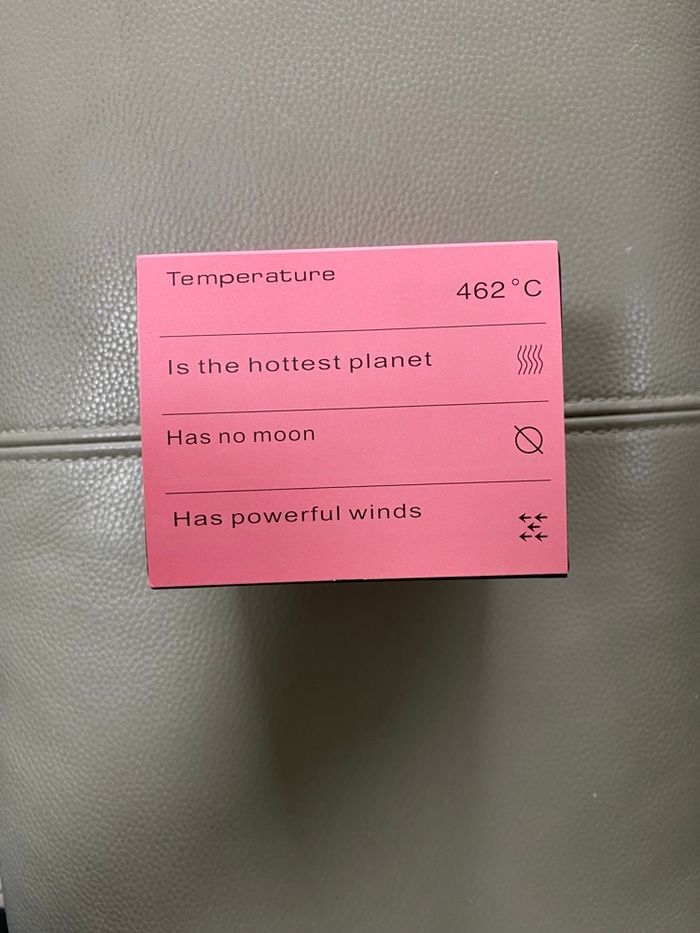 Temperature
462°C
Is the hottest planet
Has no moon
Has powerful winds